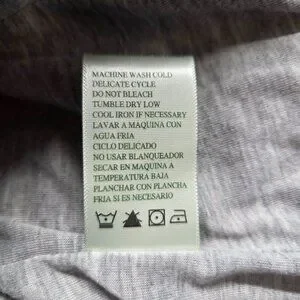 MACHINE WASH COLD
DELICATE CYCLE
DO NOT BLEACH
TUMBLE DRY LOW
COOL IRON IF NECESSARY
LAVAR A MAQUINA CON
AGUA FRIA
CICLO DELICADO
NO USAR BLANQUEADOR
SECAR EN MAQUINA A
TEMPERATURA BAJA
PLANCHAR CON PLANCHA
FRIA SI ES NECESARIO